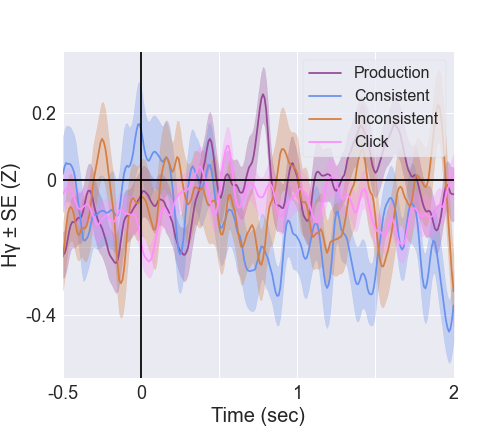 Production
Consistent
Inconsistent
Click
0.2
0
-0.4
Hγ ± SE (Z)
-0.5
0
1
2
Time (sec)